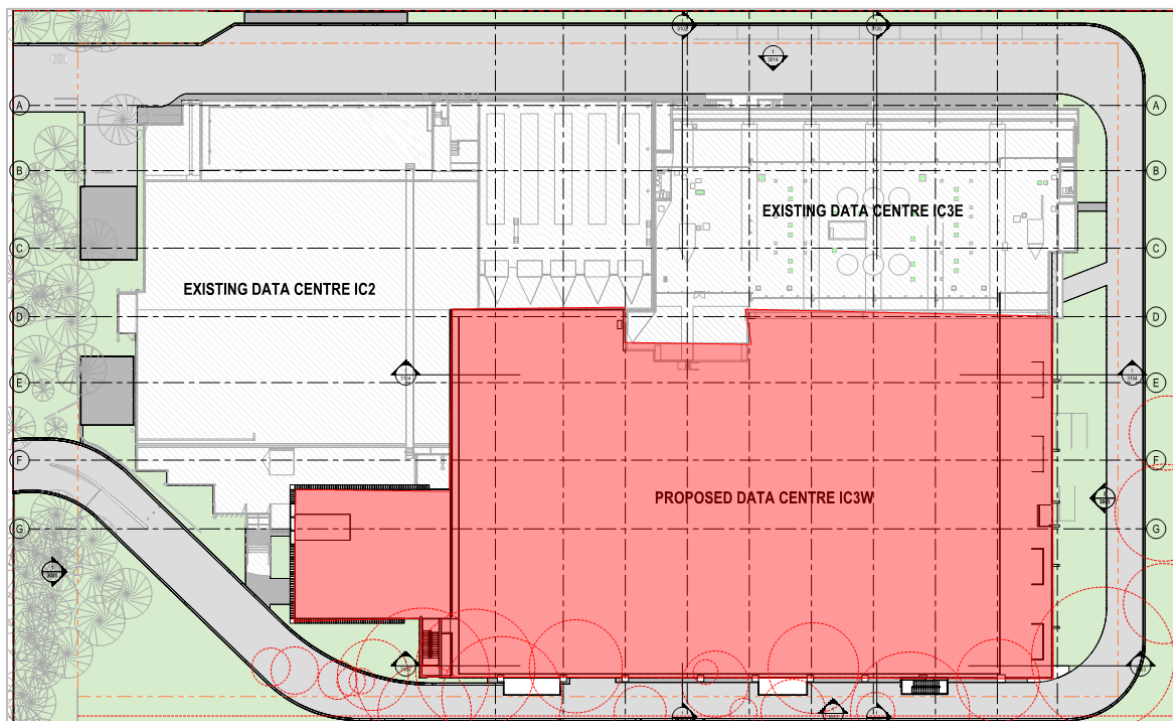 A
A
B
B
EXISTING DATA CENTRE IC3E
C
C
EXISTING DATA CENTRE IC2
D
D
E
E
F
F
PROPOSED DATA CENTRE IC3W
G
G